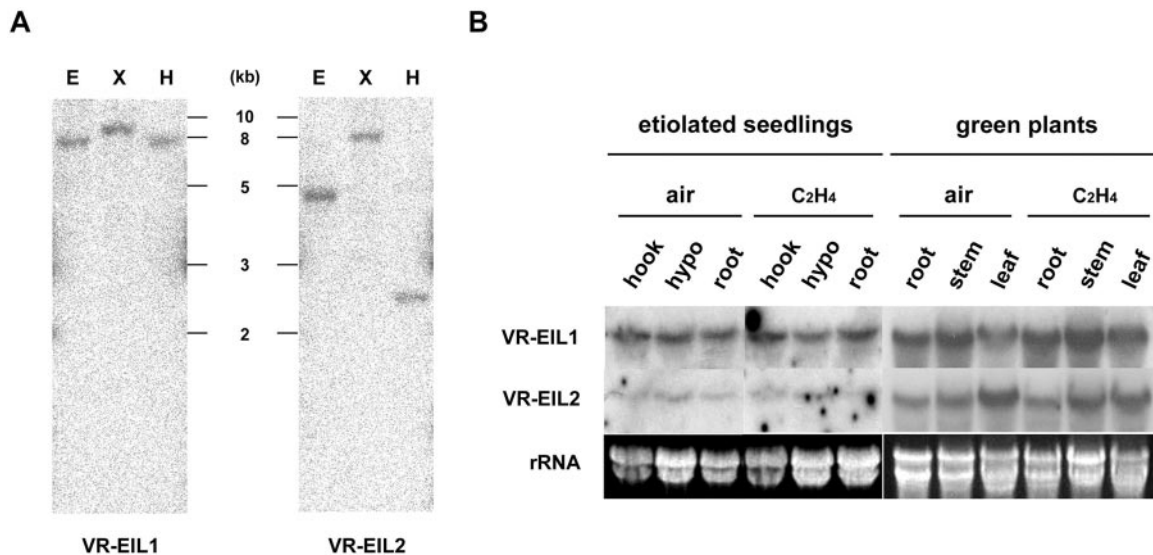 A
E X H (kb) E X H
10
8
5
3
2
VR-EIL1 VR-EIL2
B
etiolated seedlings green plants
air C2H4 air C2H4
hook hypo root hook hypo root root stem leaf root stem leaf
VR-EIL1
VR-EIL2
rRNA